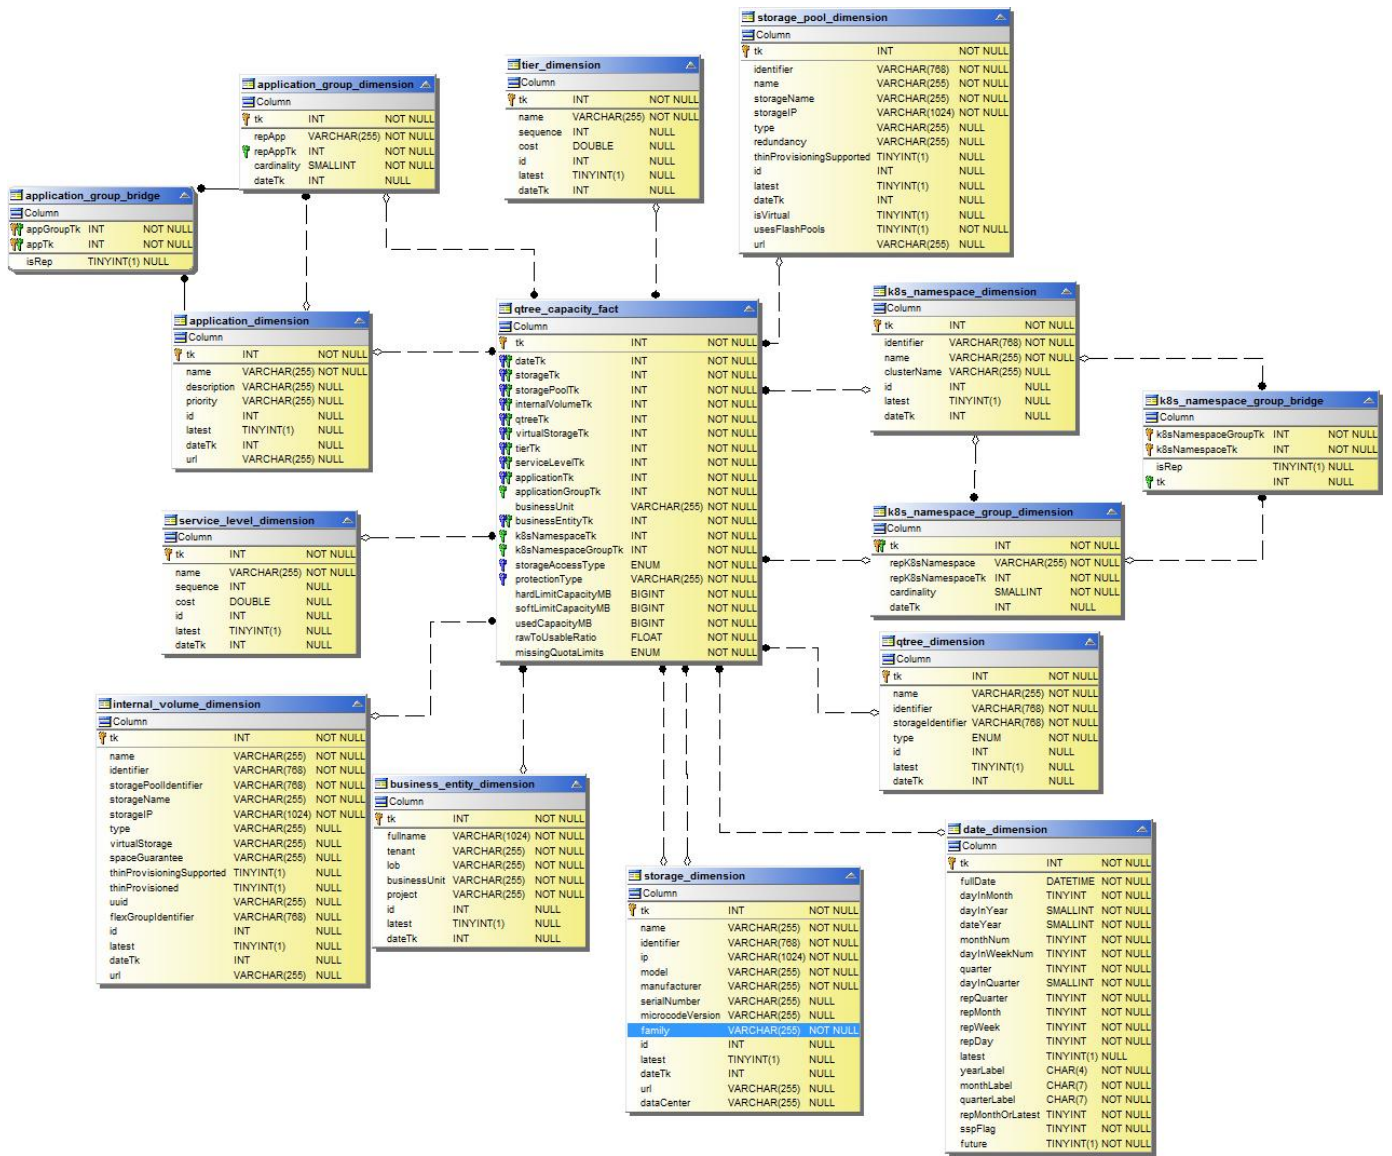 storage_pool_dimension
Column
tk INT NOT NULL
identifier VARCHAR(768) NOT NULL
name VARCHAR(255) NOT NULL
storageName VARCHAR(255) NOT NULL
storageIP VARCHAR(1024) NOT NULL
type VARCHAR(255) NULL
redundancy VARCHAR(255) NULL
thinProvisioningSupported TINYINT(1) NULL
id INT NULL
latest TINYINT(1) NULL
dateTk INT NULL
isVirtual TINYINT(1) NULL
usesFlashPools TINYINT(1) NOT NULL
url VARCHAR(255) NULL
tier_dimension
Column
tk INT NOT NULL
name VARCHAR(255) NOT NULL
sequence INT NULL
cost DOUBLE NULL
id INT NULL
latest TINYINT(1) NULL
dateTk INT NULL
application_group_dimension
Column
tk INT NOT NULL
repApp VARCHAR(255) NOT NULL
repAppTk INT NOT NULL
cardinality SMALLINT NOT NULL
dateTk INT NULL
application_group_bridge
Column
appGroupTk INT NOT NULL
appTk INT NOT NULL
isRep TINYINT(1) NULL
application_dimension
Column
tk INT NOT NULL
name VARCHAR(255) NOT NULL
description VARCHAR(255) NULL
priority VARCHAR(255) NULL
id INT NULL
latest TINYINT(1) NULL
dateTk INT NULL
url VARCHAR(255) NULL
qtree_capacity_fact
Column
tk INT NOT NULL
dateTk INT NOT NULL
storageTk INT NOT NULL
storagePoolTk INT NOT NULL
internalVolumeTk INT NOT NULL
qtreeTk INT NOT NULL
virtualStorageTk INT NOT NULL
tierTk INT NOT NULL
serviceLevelTk INT NOT NULL
applicationTk INT NOT NULL
applicationGroupTk INT NOT NULL
businessUnit VARCHAR(255) NOT NULL
businessEntityTk INT NOT NULL
k8sNamespaceTk INT NOT NULL
k8sNamespaceGroupTk INT NOT NULL
storageAccessType ENUM NOT NULL
protectionType VARCHAR(255) NOT NULL
hardLimitCapacityMB BIGINT NOT NULL
softLimitCapacityMB BIGINT NOT NULL
usedCapacityMB BIGINT NOT NULL
rawToUsableRatio FLOAT NOT NULL
missingQuotaLimits ENUM NOT NULL
k8s_namespace_dimension
Column
tk INT NOT NULL
identifier VARCHAR(768) NOT NULL
name VARCHAR(255) NOT NULL
clusterName VARCHAR(255) NULL
id INT NULL
latest TINYINT(1) NULL
dateTk INT NULL
k8s_namespace_group_bridge
Column
k8sNamespaceGroupTk INT NOT NULL
k8sNamespaceTk INT NOT NULL
isRep TINYINT(1) NULL
tk INT NOT NULL
k8s_namespace_group_dimension
Column
tk INT NOT NULL
repK8sNamespace VARCHAR(255) NOT NULL
repK8sNamespaceTk INT NOT NULL
cardinality SMALLINT NOT NULL
dateTk INT NULL
service_level_dimension
Column
tk INT NOT NULL
name VARCHAR(255) NOT NULL
sequence INT NULL
cost DOUBLE NULL
id INT NULL
latest TINYINT(1) NULL
dateTk INT NULL
qtree_dimension
Column
tk INT NOT NULL
name VARCHAR(255) NOT NULL
identifier VARCHAR(768) NOT NULL
storageIdentifier VARCHAR(768) NOT NULL
type ENUM NOT NULL
id INT NULL
latest TINYINT(1) NULL
dateTk INT NULL
internal_volume_dimension
Column
tk INT NOT NULL
name VARCHAR(255) NOT NULL
identifier VARCHAR(768) NOT NULL
storagePoolIdentifier VARCHAR(768) NOT NULL
storageName VARCHAR(255) NOT NULL
storageIP VARCHAR(1024) NOT NULL
type VARCHAR(255) NULL
virtualStorage VARCHAR(255) NULL
spaceGuarantee VARCHAR(255) NULL
thinProvisioningSupported TINYINT(1) NULL
thinProvisioned TINYINT(1) NULL
uuid VARCHAR(255) NULL
flexGroupIdentifier VARCHAR(768) NULL
id INT NULL
latest TINYINT(1) NULL
dateTk INT NULL
url VARCHAR(255) NULL
business_entity_dimension
Column
tk INT NOT NULL
fullname VARCHAR(1024) NOT NULL
tenant VARCHAR(255) NOT NULL
lob VARCHAR(255) NOT NULL
businessUnit VARCHAR(255) NOT NULL
project VARCHAR(255) NOT NULL
id INT NULL
latest TINYINT(1) NULL
dateTk INT NULL
storage_dimension
Column
tk INT NOT NULL
name VARCHAR(255) NOT NULL
identifier VARCHAR(768) NOT NULL
ip VARCHAR(1024) NOT NULL
model VARCHAR(255) NOT NULL
manufacturer VARCHAR(255) NOT NULL
serialNumber VARCHAR(255) NULL
microcodeVersion VARCHAR(255) NULL
family VARCHAR(255) NOT NULL
id INT NULL
latest TINYINT(1) NULL
dateTk INT NULL
url VARCHAR(255) NULL
dataCenter VARCHAR(255) NULL
date_dimension
Column
tk INT NOT NULL
fullDate DATETIME NOT NULL
dayInMonth TINYINT NOT NULL
dayInYear SMALLINT NOT NULL
dateYear SMALLINT NOT NULL
monthNum TINYINT NOT NULL
dayInWeekNum TINYINT NOT NULL
quarter TINYINT NOT NULL
dayInQuarter SMALLINT NOT NULL
repQuarter TINYINT NOT NULL
repMonth TINYINT NOT NULL
repWeek TINYINT NOT NULL
repDay TINYINT NOT NULL
latest TINYINT(1) NULL
yearLabel CHAR(4) NOT NULL
monthLabel CHAR(7) NOT NULL
quarterLabel CHAR(7) NOT NULL
repMonthOrLatest TINYINT NOT NULL
sspFlag TINYINT NOT NULL
future TINYINT(1) NOT NULL